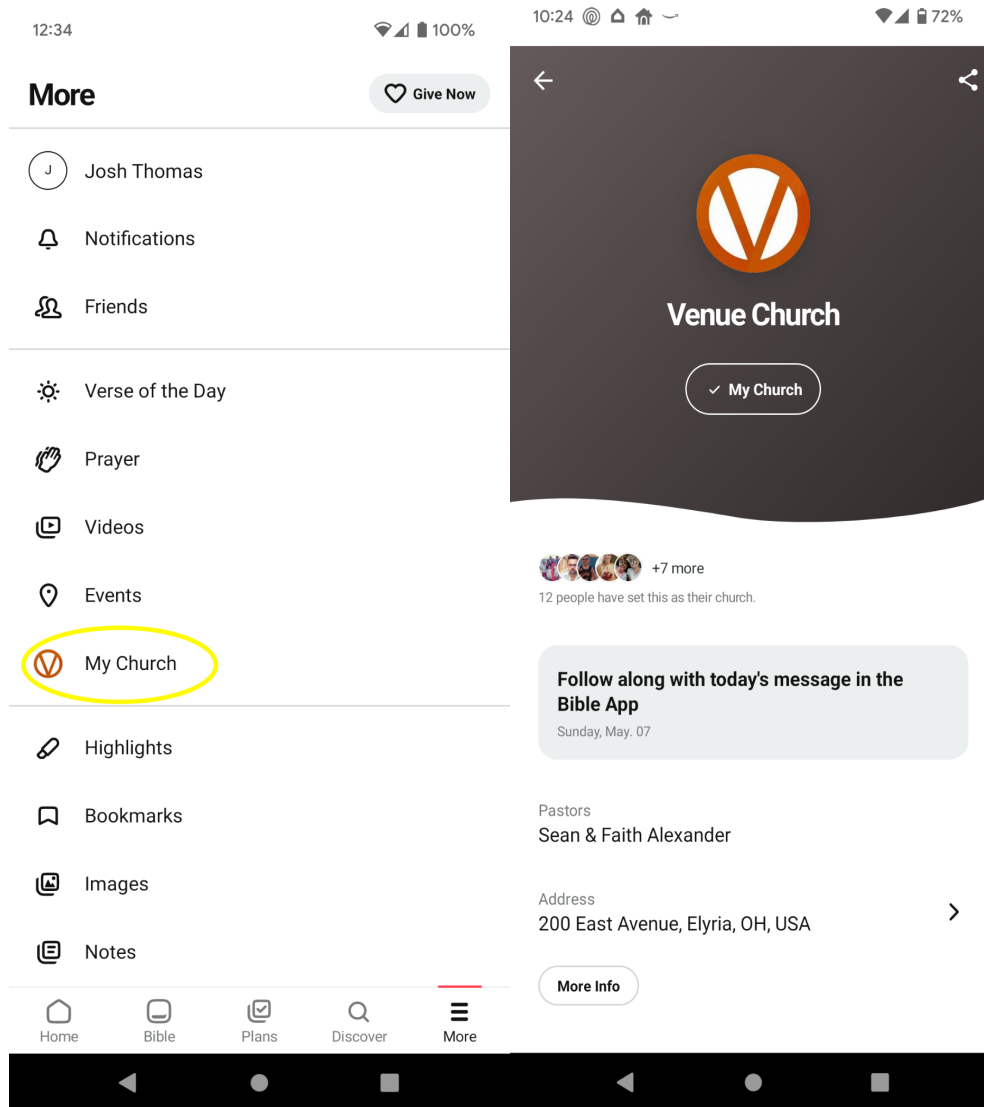 12:34
100%
More
Give Now
J
Josh Thomas
Notifications
Friends
Verse of the Day
Prayer
Videos
Events
V
My Church
Highlights
Bookmarks
Images
Notes
Home
Bible
Plans
Discover
More
10:24
72%
V
Venue Church
My Church
+7 more
12 people have set this as their church.
Follow along with today's message in the
Bible App
Sunday, May. 07
Pastors
Sean & Faith Alexander
Address
200 East Avenue, Elyria, OH, USA
More Info